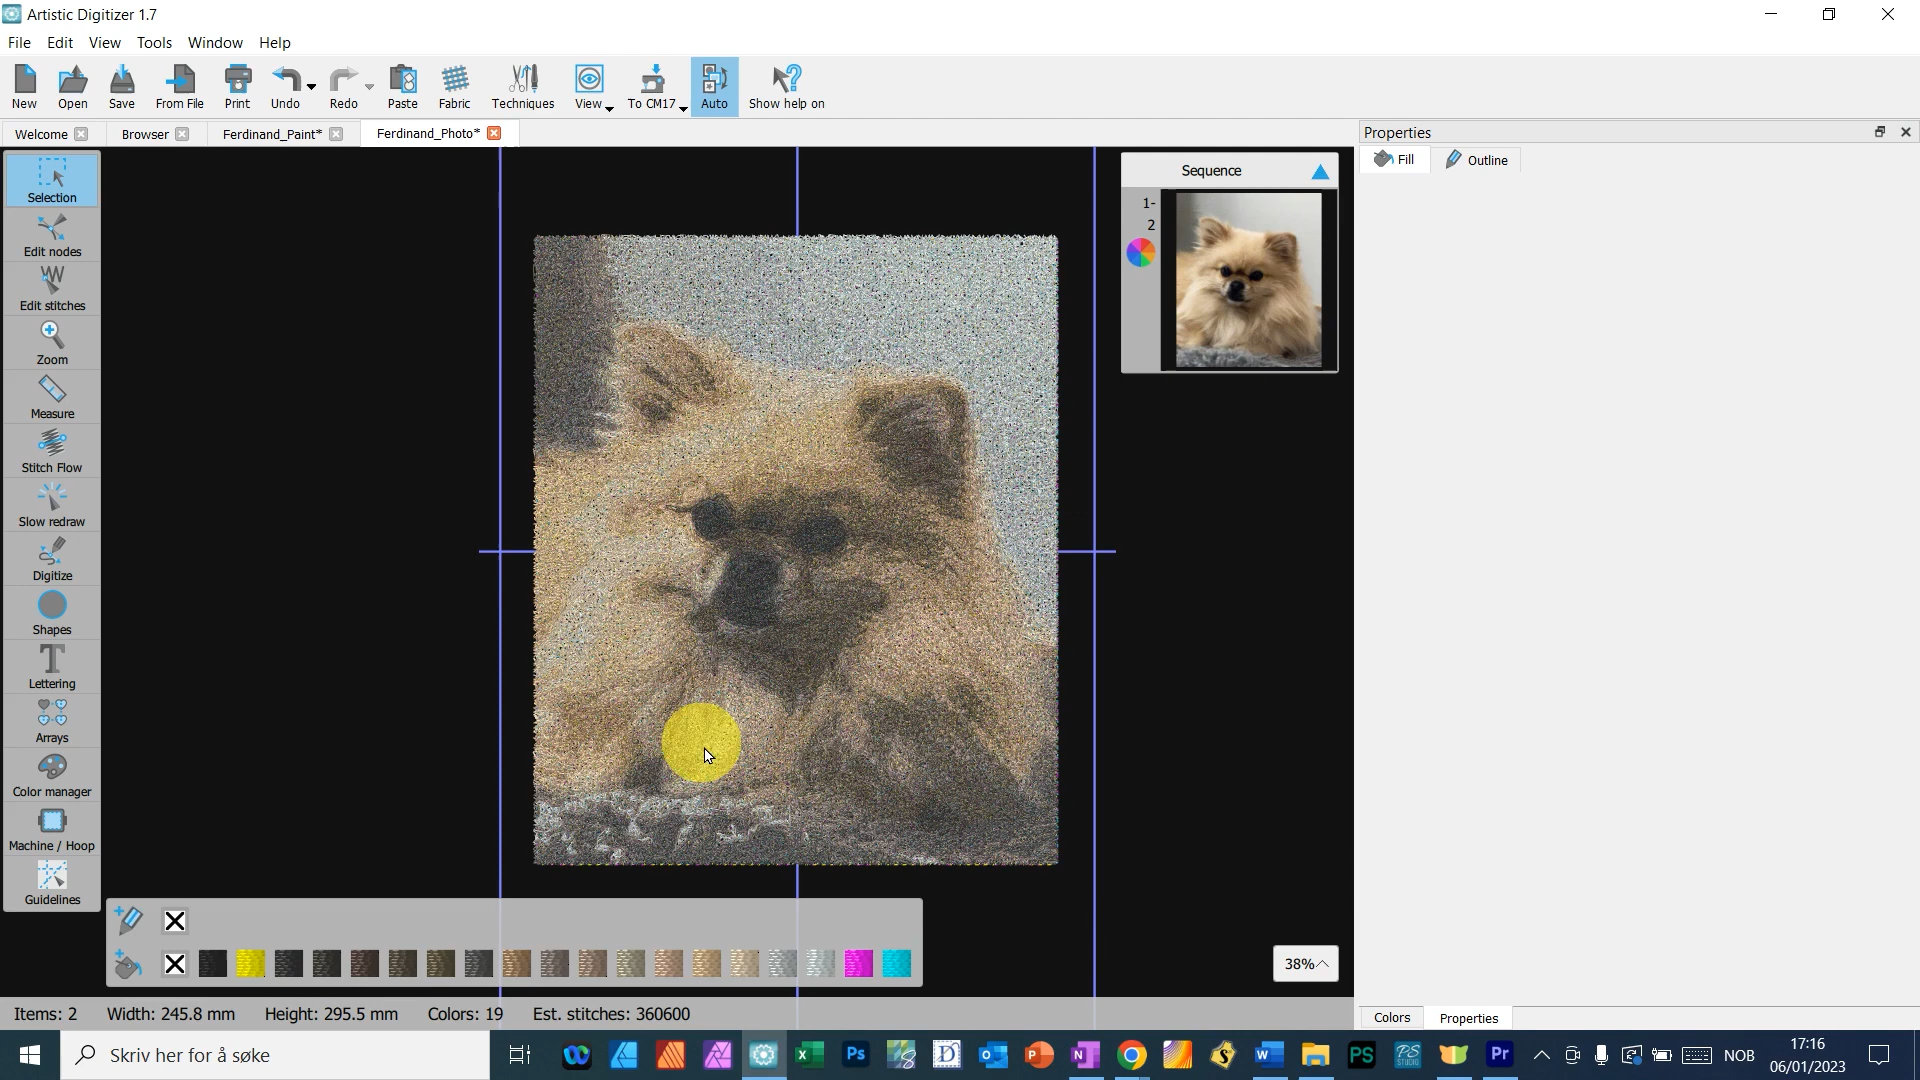 Artistic Digitizer 1.7
File Edit View Tools Window Help
New Open Save From File Print Undo Redo Paste Fabric Techniques View To CM17 Auto Show help on
Welcome Browser Ferdinand_Paint* Ferdinand_Photo*
Properties
Fill Outline
Sequence
1-
2
Selection
Edit nodes
Edit stitches
Zoom
Measure
Stitch Flow
Slow redraw
Digitize
Shapes
Lettering
Arrays
Color manager
Machine / Hoop
Guidelines
38%
Items: 2 Width: 245.8 mm Height: 295.5 mm Colors: 19 Est. stitches: 360600
Colors Properties
Skriv her for å søke
NOB
17:16
06/01/2023